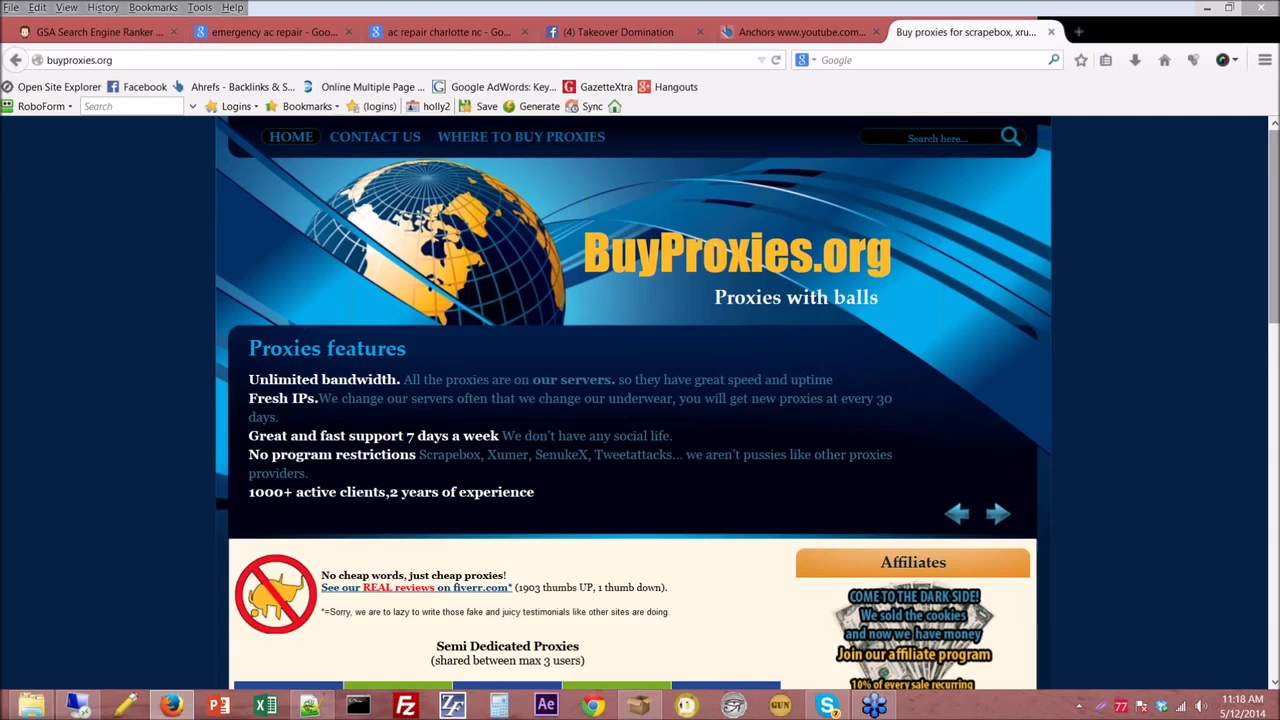 File Edit View History Bookmarks Tools Help
GSA Search Engine Ranker ...
emergency ac repair - Goo...
ac repair charlotte nc - Go...
(4) Takeover Domination
Anchors www.youtube.com...
Buy proxies for scrapebox, xru...
buyproxies.org
Google
Open Site Explorer Facebook Ahrefs - Backlinks & S... Online Multiple Page ... Google AdWords: Key... GazetteXtra Hangouts
RoboForm Search Logins Bookmarks (logins) holly2 Save Generate Sync
HOME CONTACT US WHERE TO BUY PROXIES
Search here...
BuyProxies.org
Proxies with balls
Proxies features
Unlimited bandwidth. All the proxies are on our servers. so they have great speed and uptime
Fresh IPs.We change our servers often that we change our underwear, you will get new proxies at every 30
days.
Great and fast support 7 days a week We don't have any social life.
No program restrictions Scrapebox, Xumer, SenukeX, Tweetattacks... we aren't pussies like other proxies
providers.
1000+ active clients,2 years of experience
No cheap words, just cheap proxies!
See our REAL reviews on fiverr.com* (1903 thumbs UP, 1 thumb down).
*=Sorry, we are to lazy to write those fake and juicy testimonials like other sites are doing.
Semi Dedicated Proxies
(shared between max 3 users)
Affiliates
COME TO THE DARK SIDE!
We sold the cookies
and now we have money
Join our affiliate program
10% of every sale recurring
77
GUN
11:18 AM
5/12/2014